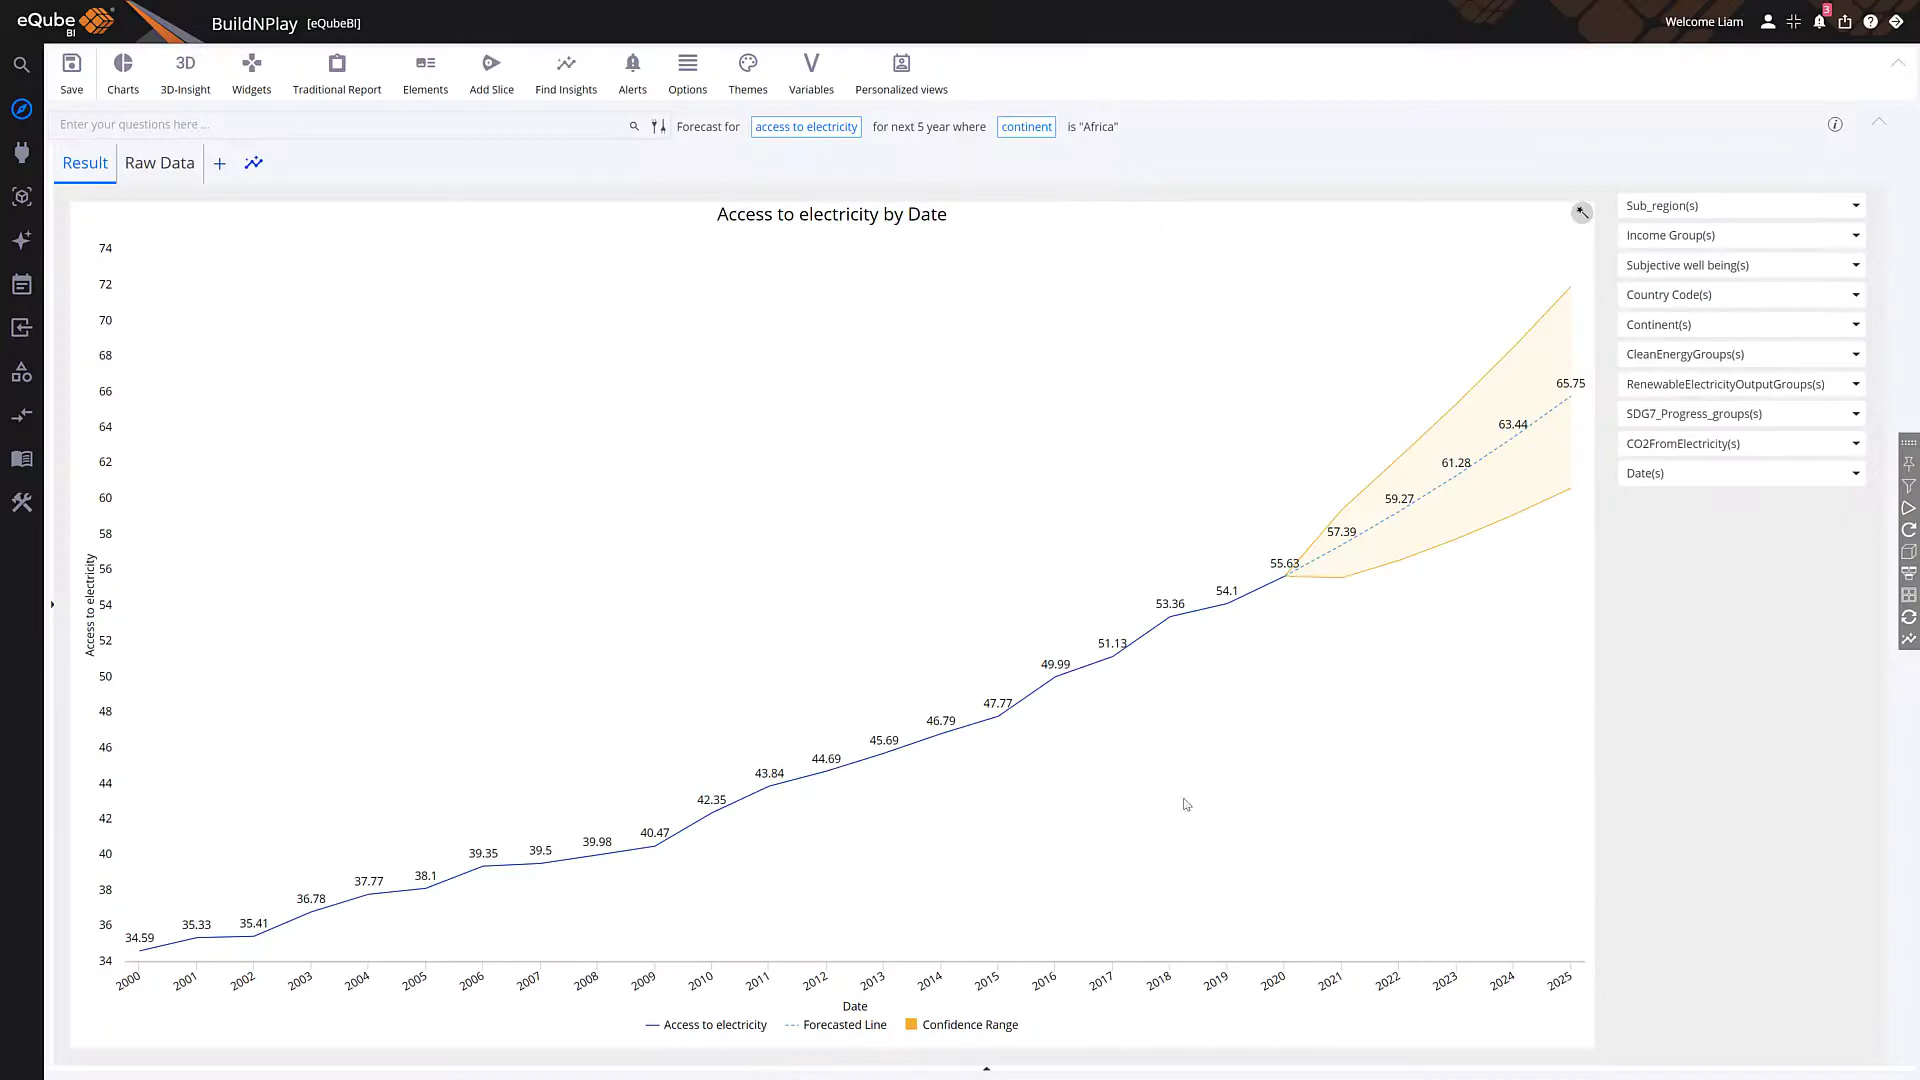 eQube BI
BuildNPlay [eQubeBI]
Welcome Liam
3
Save
Charts
3D
3D-Insight
Widgets
Traditional Report
Elements
Add Slice
Find Insights
Alerts
Options
Themes
V
Variables
Personalized views
Enter your questions here ...
Forecast for access to electricity for next 5 year where continent is "Africa"
Result
Raw Data
+
Access to electricity by Date
74
72
70
68
66
64
62
60
58
56
54
52
50
48
46
44
42
40
38
36
34
Access to electricity
34.59
35.33
35.41
36.78
37.77
38.1
39.35
39.5
39.98
40.47
42.35
43.84
44.69
45.69
46.79
47.77
49.99
51.13
53.36
54.1
55.63
57.39
59.27
61.28
63.44
65.75
2000
2001
2002
2003
2004
2005
2006
2007
2008
2009
2010
2011
2012
2013
2014
2015
2016
2017
2018
2019
2020
2021
2022
2023
2024
2025
Date
Access to electricity
Forecasted Line
Confidence Range
Sub_region(s)
Income Group(s)
Subjective well being(s)
Country Code(s)
Continent(s)
CleanEnergyGroups(s)
RenewableElectricityOutputGroups(s)
SDG7_Progress_groups(s)
CO2FromElectricity(s)
Date(s)